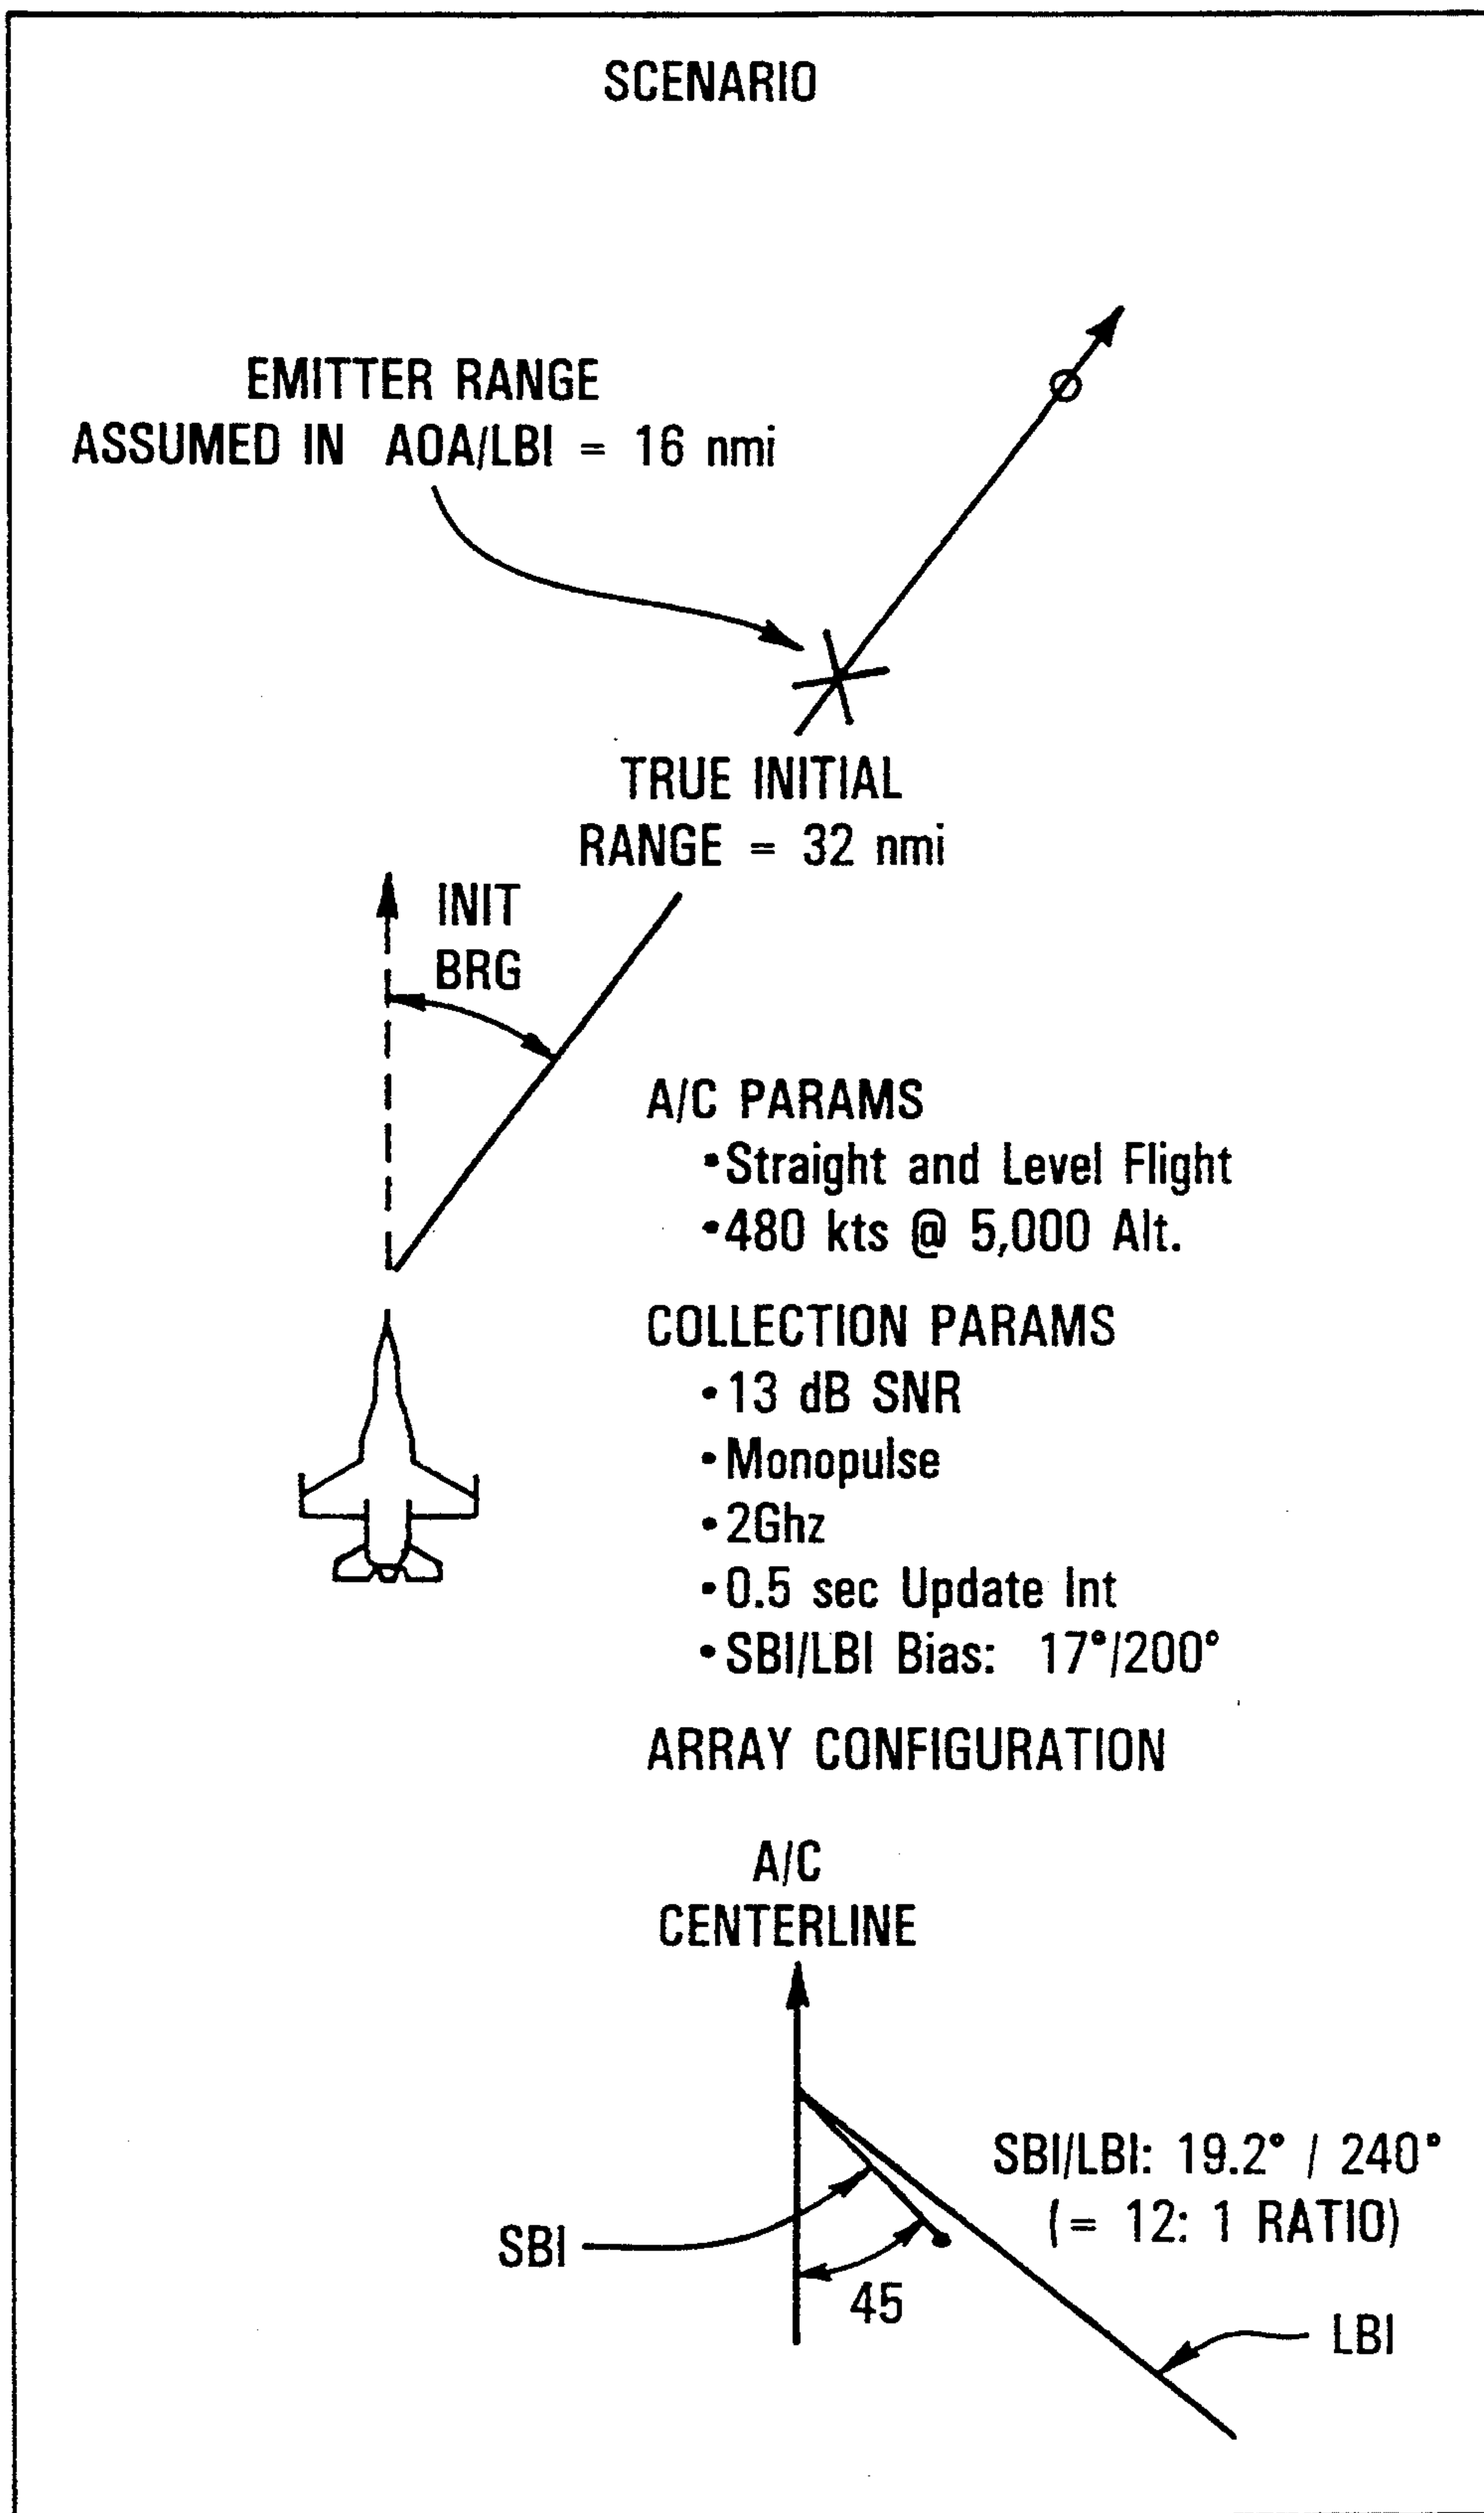 SCENARIO
EMITTER RANGE
ASSUMED IN AOA/LBI = 16 nmi
TRUE INITIAL
RANGE = 32 nmi
INIT
BRG
A/C PARAMS
•Straight and Level Flight
•480 kts @ 5,000 Alt.
COLLECTION PARAMS
•13 dB SNR
•Monopulse
•2Ghz
•0.5 sec Update Int
•SBI/LBI Bias: 17°/200°
ARRAY CONFIGURATION
A/C
CENTERLINE
SBI/LBI: 19.2° / 240°
(= 12: 1 RATIO)
SBI
45
LBI